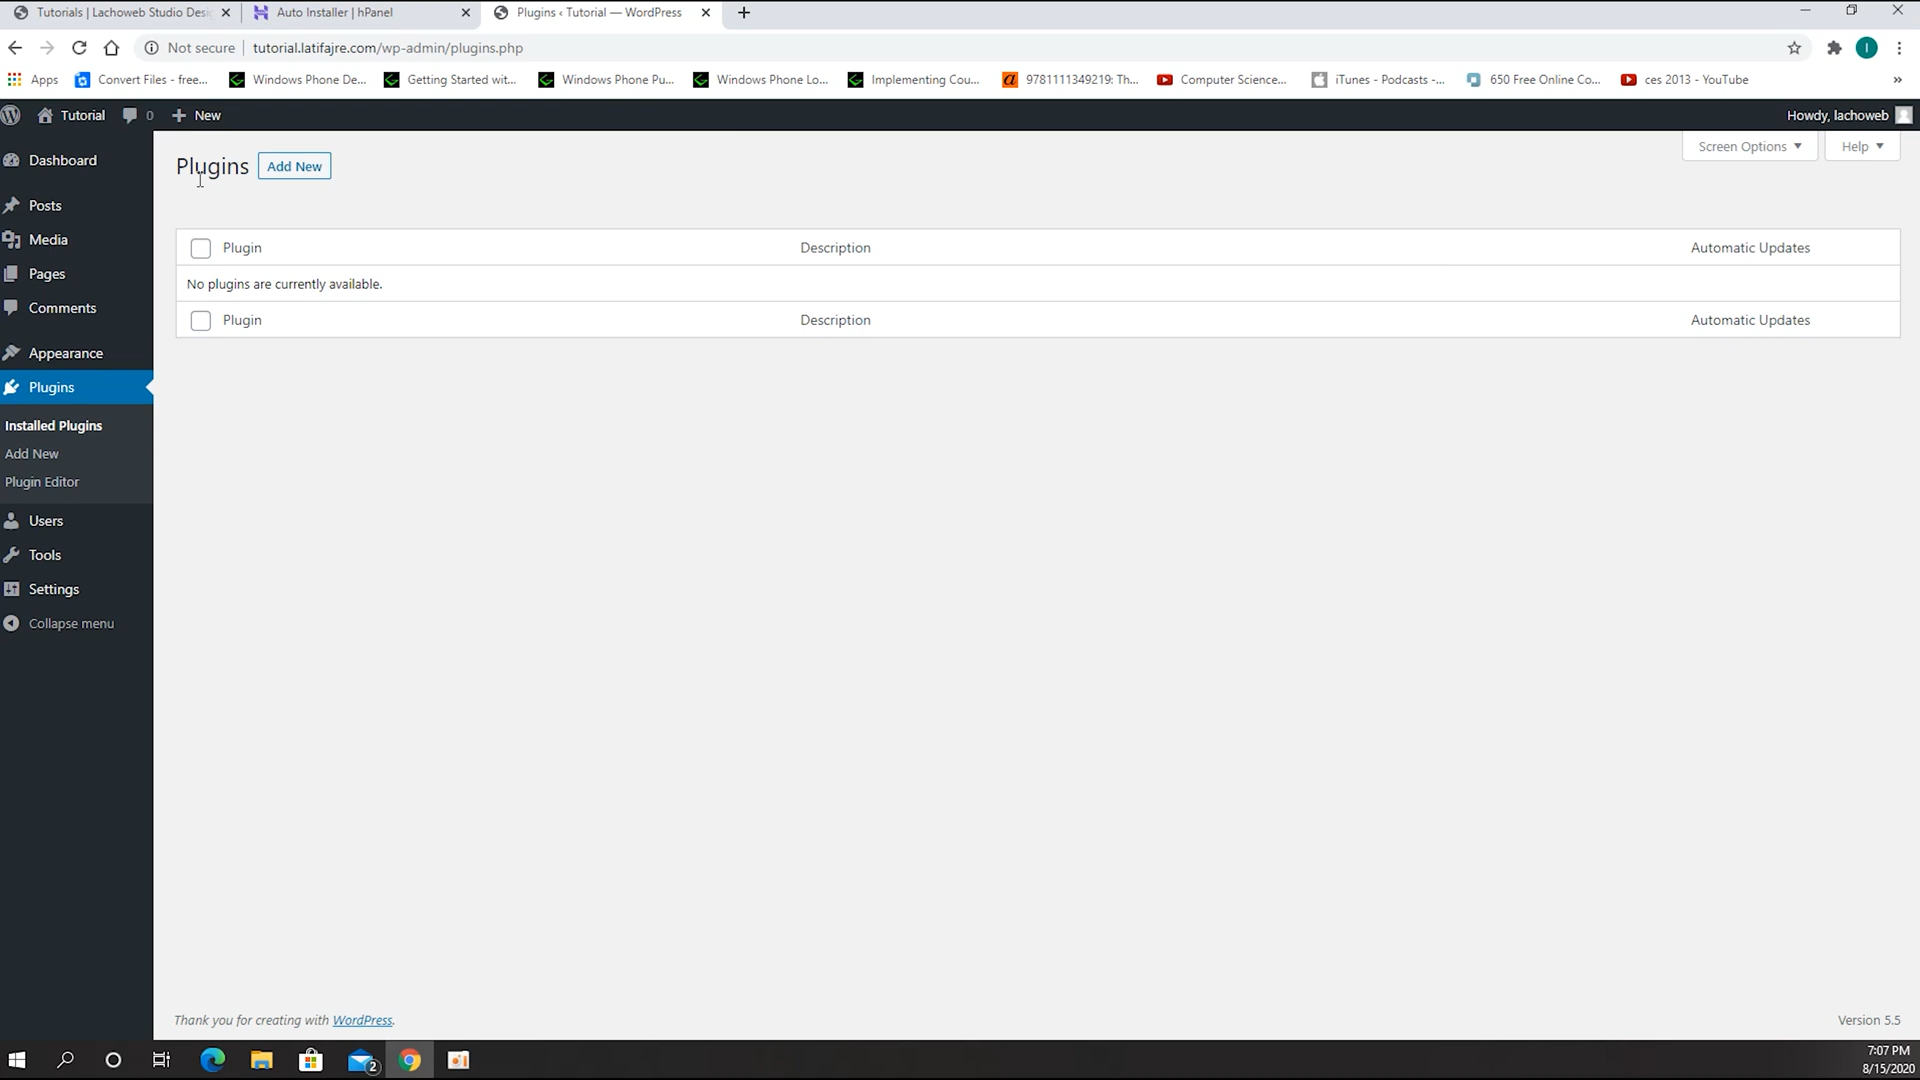 Tutorials | Lachoweb Studio Desi
Auto Installer | hPanel
Plugins ‹ Tutorial — WordPress
Not secure
tutorial.latifajre.com/wp-admin/plugins.php
Apps
Convert Files - free...
Windows Phone De...
Getting Started wit...
Windows Phone Pu...
Windows Phone Lo...
Implementing Cou...
9781111349219: Th...
Computer Science...
iTunes - Podcasts -...
650 Free Online Co...
ces 2013 - YouTube
»
Tutorial
0
New
Howdy, lachoweb
Dashboard
Posts
Media
Pages
Comments
Appearance
Plugins
Installed Plugins
Add New
Plugin Editor
Users
Tools
Settings
Collapse menu
Plugins
Add New
Screen Options
Help
Plugin Description Automatic Updates
No plugins are currently available.
Plugin Description Automatic Updates
Thank you for creating with WordPress.
Version 5.5
2
7:07 PM
8/15/2020